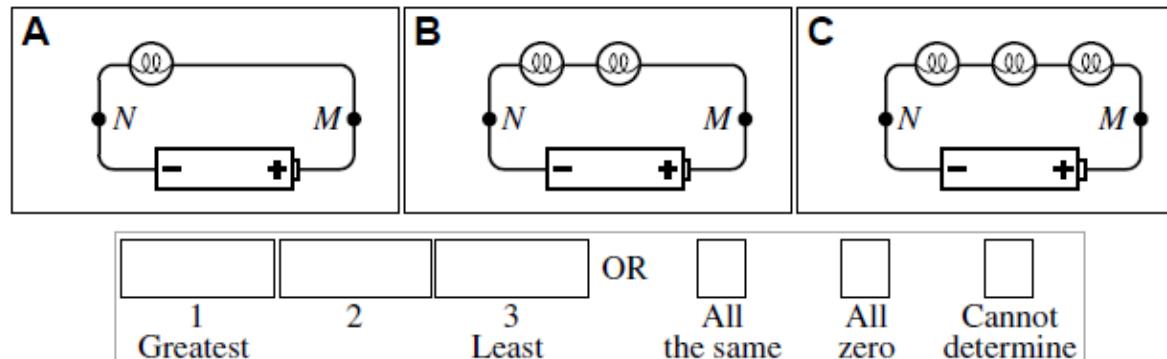 A B C
N M N M N M
− + − + − +
OR
1 2 3 All All Cannot
Greatest Least the same zero determine